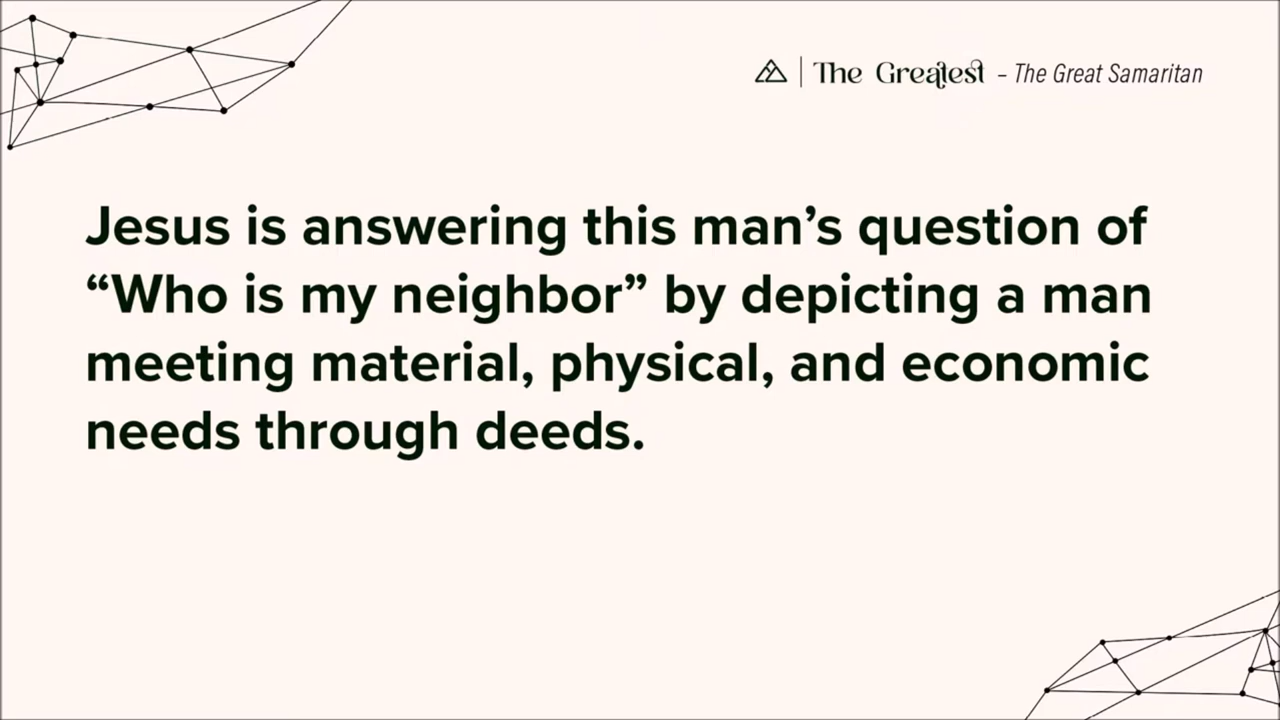 The Greatest – The Great Samaritan
Jesus is answering this man’s question of
“Who is my neighbor” by depicting a man
meeting material, physical, and economic
needs through deeds.